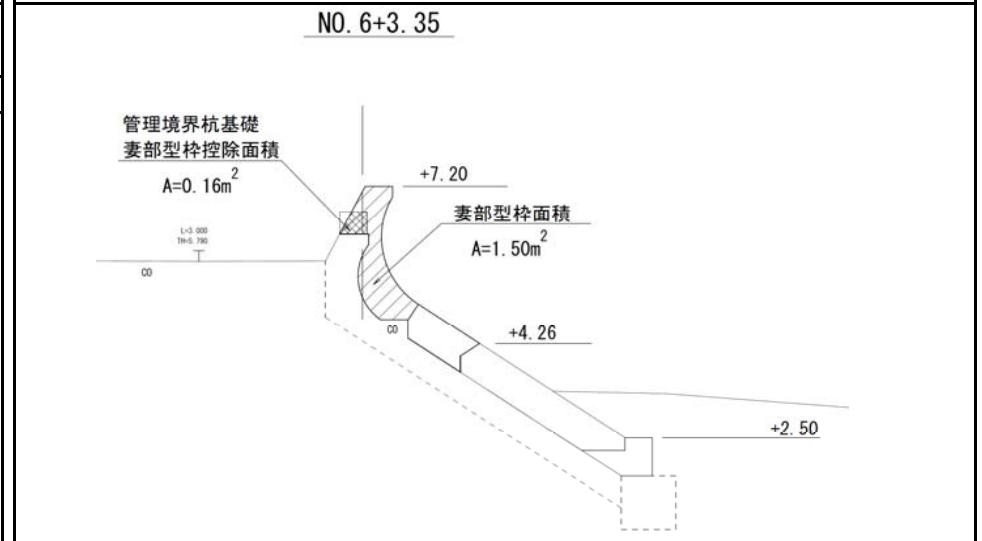 NO. 6+3.35
管理境界杭基礎
妻部型枠控除面積
A=0.16m2
+7.20
妻部型枠面積
A=1.50m2
L=3.000
TH=5.790
CO
CO
+4.26
+2.50